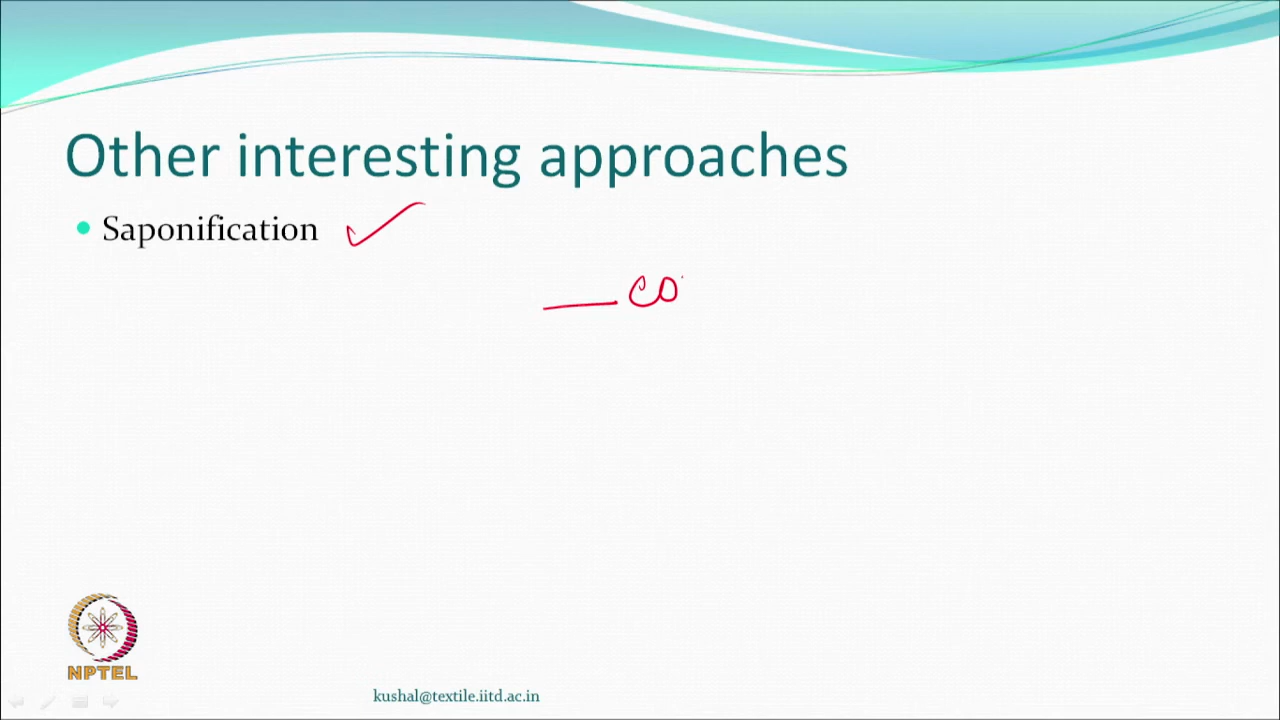 Other interesting approaches
Saponification
CO
NPTEL
kushal@textile.iitd.ac.in